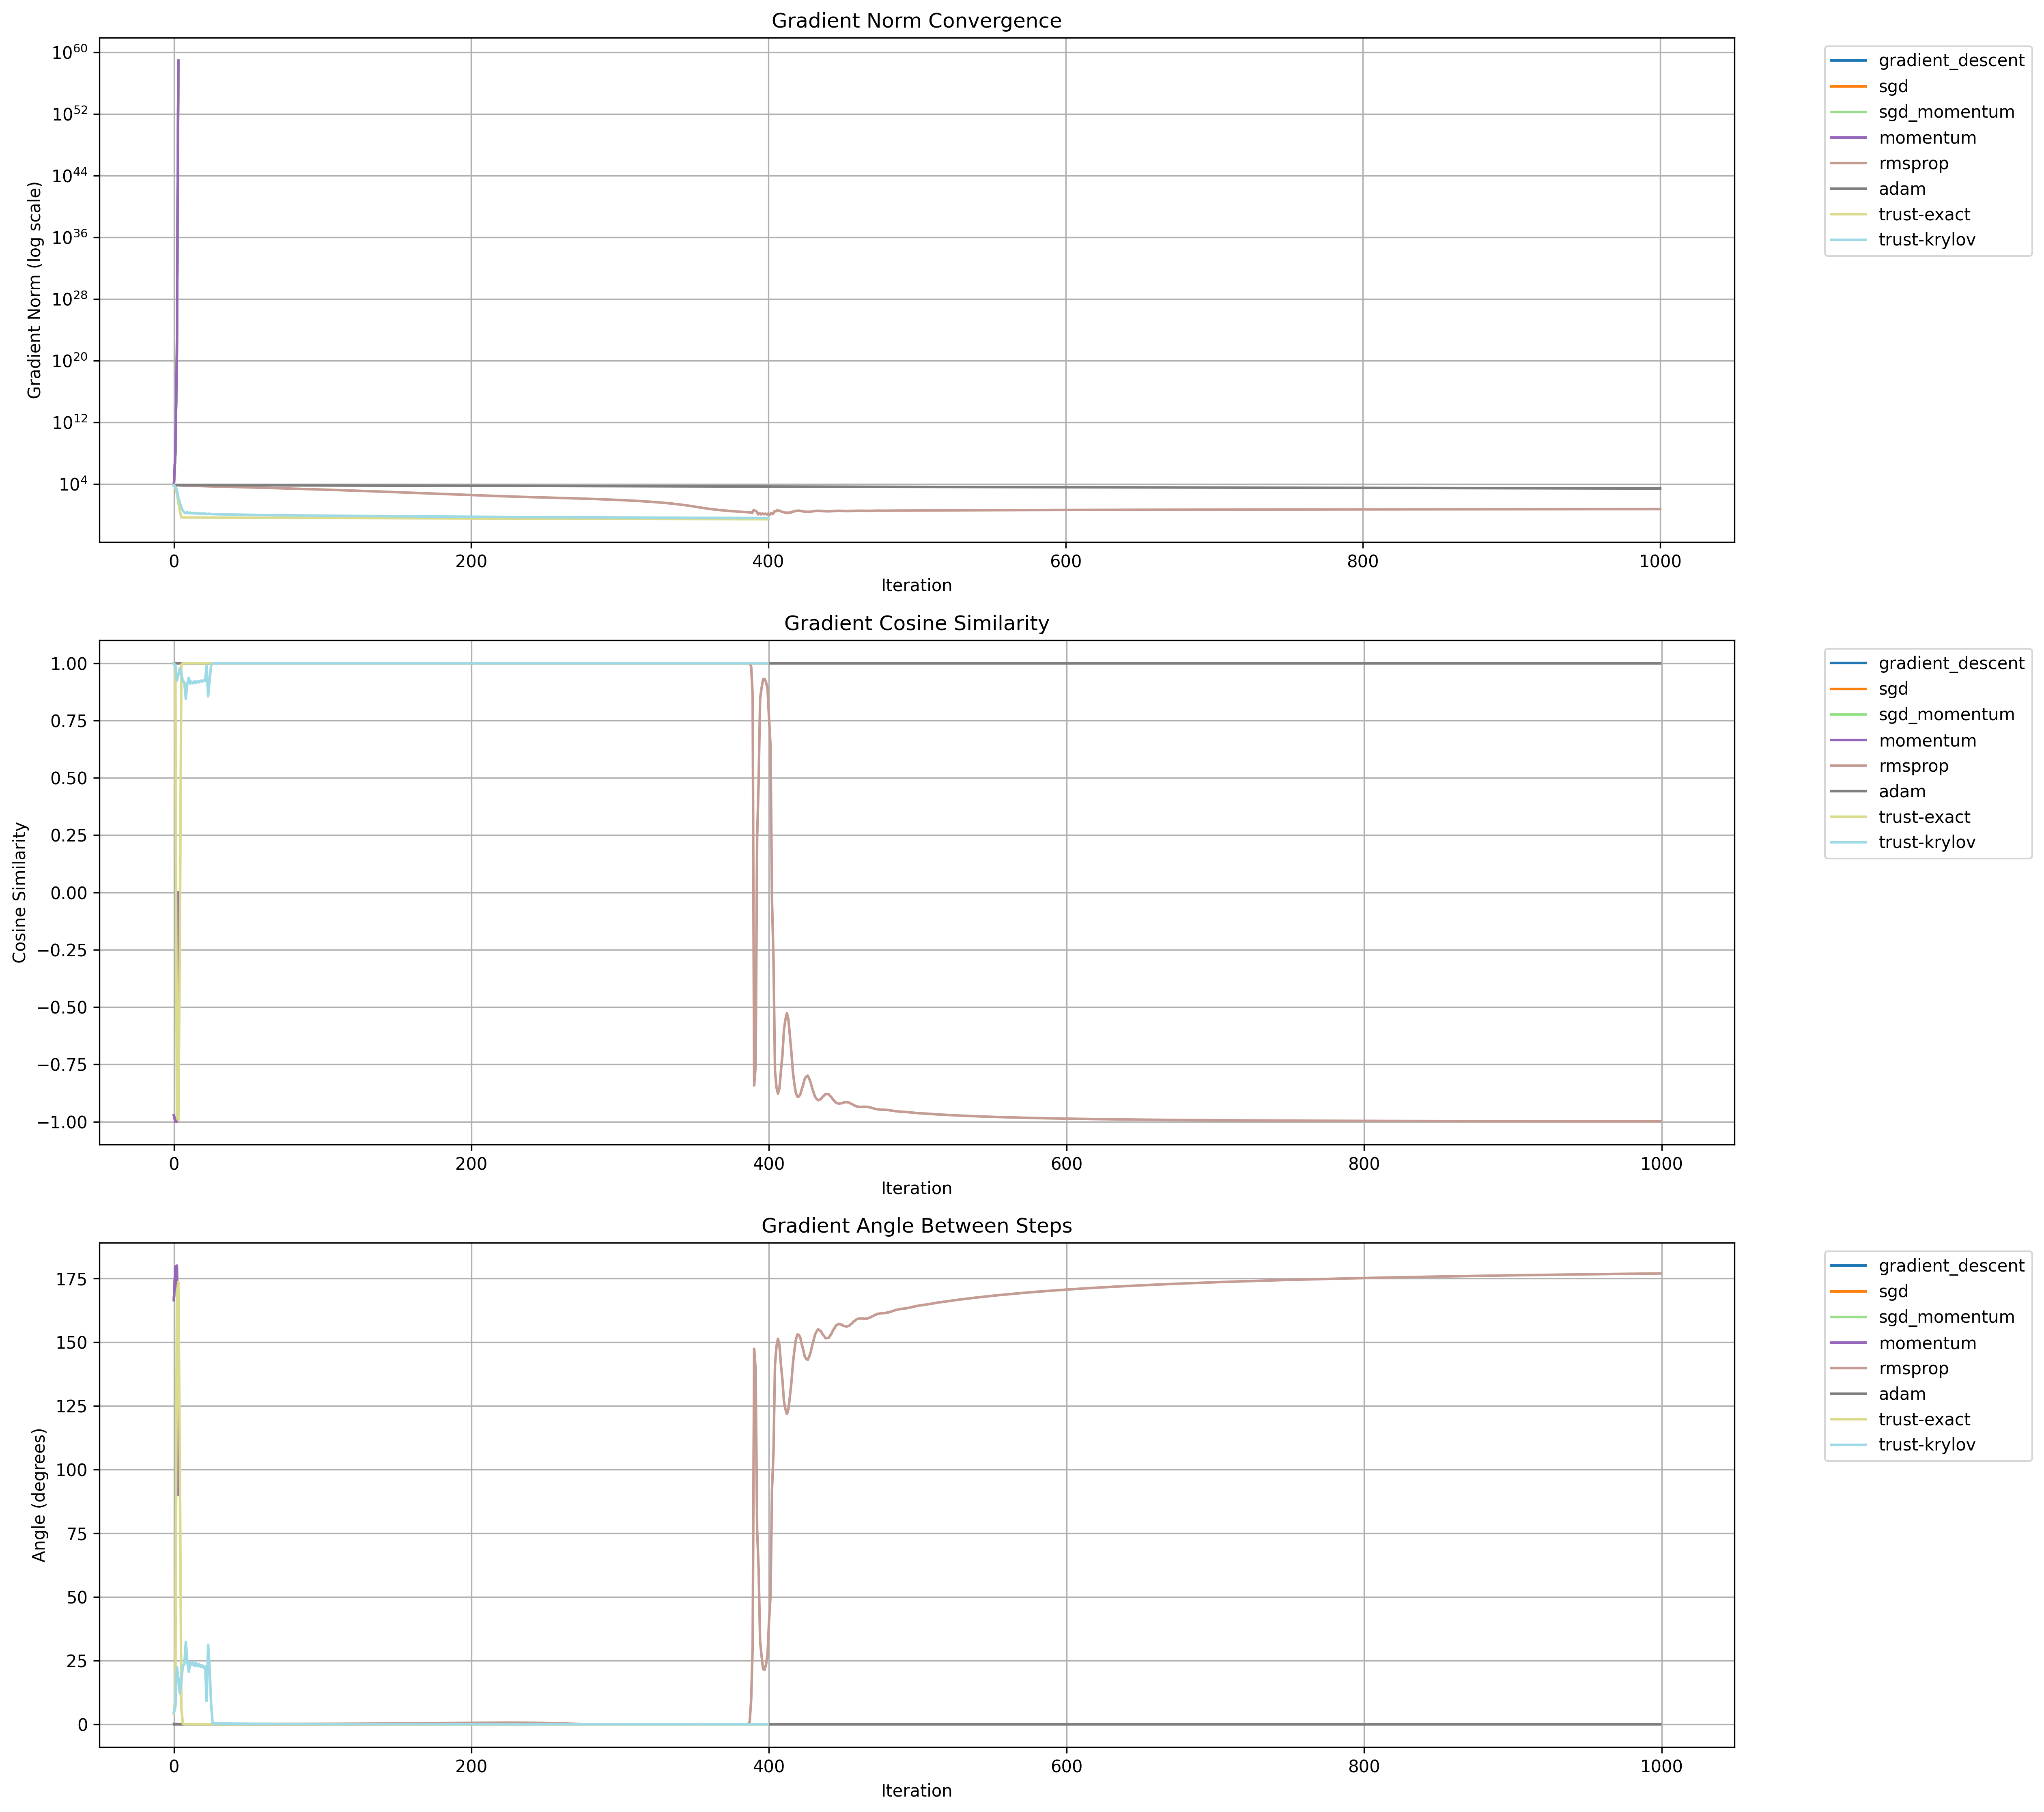 Gradient Norm Convergence
10^60
10^52
10^44
10^36
10^28
10^20
10^12
10^4
Gradient Norm (log scale)
0 200 400 600 800 1000
Iteration
gradient_descent
sgd
sgd_momentum
momentum
rmsprop
adam
trust-exact
trust-krylov
Gradient Cosine Similarity
1.00
0.75
0.50
0.25
0.00
−0.25
−0.50
−0.75
−1.00
Cosine Similarity
0 200 400 600 800 1000
Iteration
gradient_descent
sgd
sgd_momentum
momentum
rmsprop
adam
trust-exact
trust-krylov
Gradient Angle Between Steps
175
150
125
100
75
50
25
0
Angle (degrees)
0 200 400 600 800 1000
Iteration
gradient_descent
sgd
sgd_momentum
momentum
rmsprop
adam
trust-exact
trust-krylov